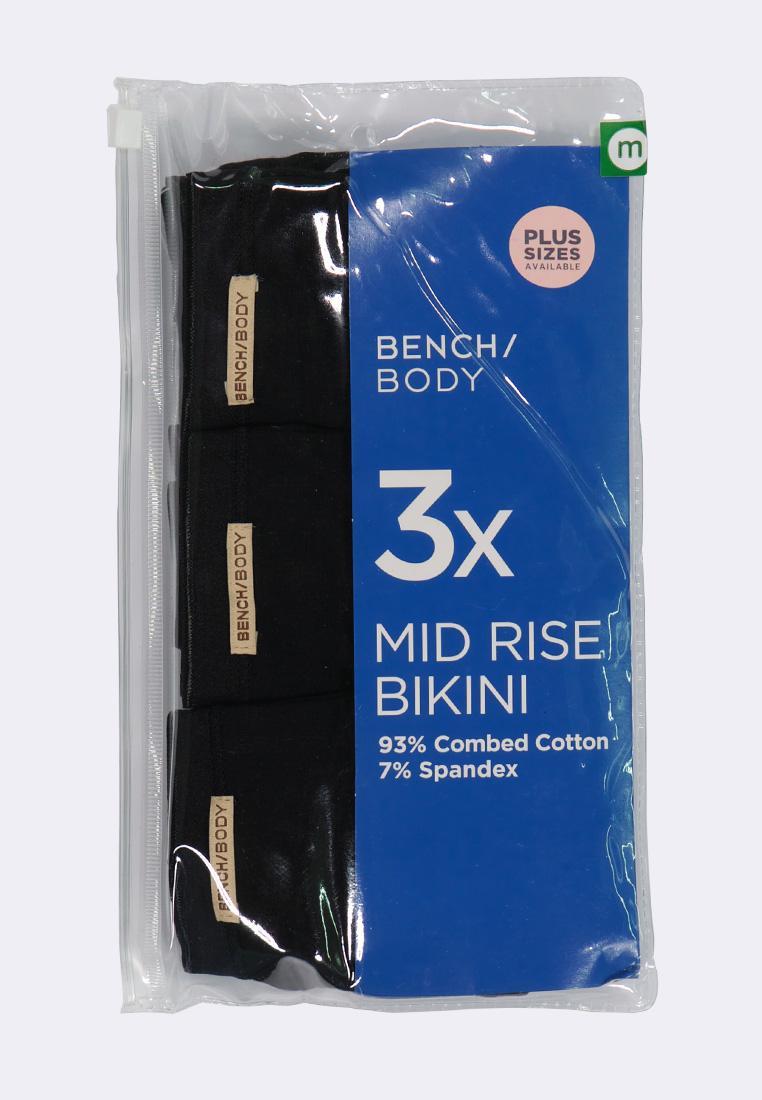 m
PLUS
SIZES
AVAILABLE
BENCH/
BODY
3x
MID RISE
BIKINI
93% Combed Cotton
7% Spandex
BENCH/BODY
BENCH/BODY
BENCH/BODY